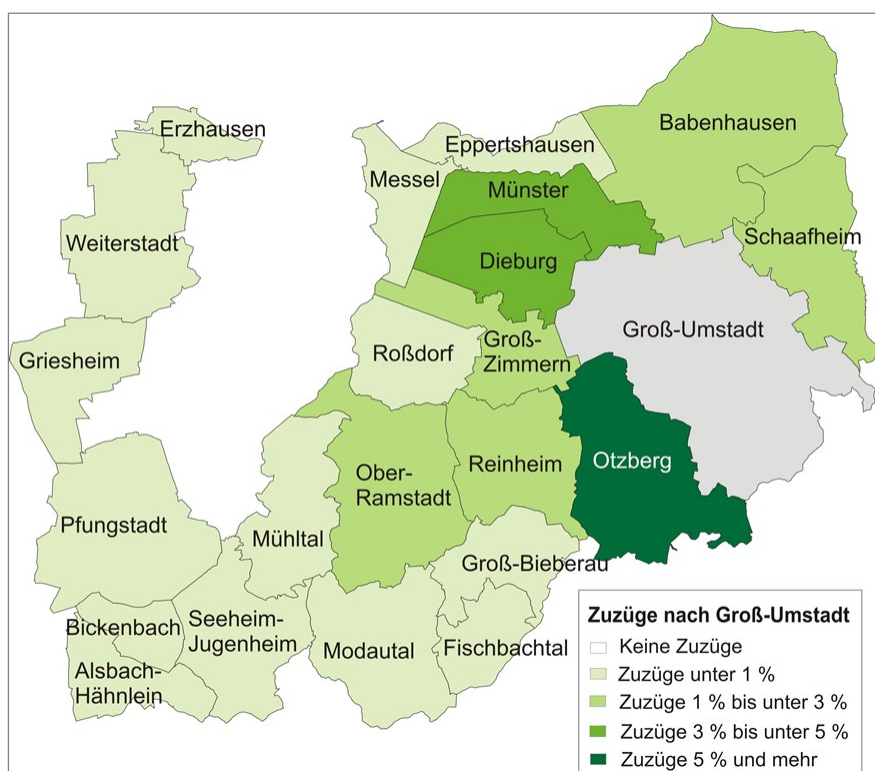 Erzhausen
Babenhausen
Eppertshausen
Messel
Münster
Weiterstadt
Schaafheim
Dieburg
Groß-Umstadt
Griesheim
Roßdorf
Groß-
Zimmern
Otzberg
Reinheim
Ober-
Ramstadt
Pfungstadt
Mühltal
Groß-Bieberau
Bickenbach
Seeheim-
Jugenheim
Modautal
Fischbachtal
Alsbach-
Hähnlein
Zuzüge nach Groß-Umstadt
Keine Zuzüge
Zuzüge unter 1 %
Zuzüge 1 % bis unter 3 %
Zuzüge 3 % bis unter 5 %
Zuzüge 5 % und mehr